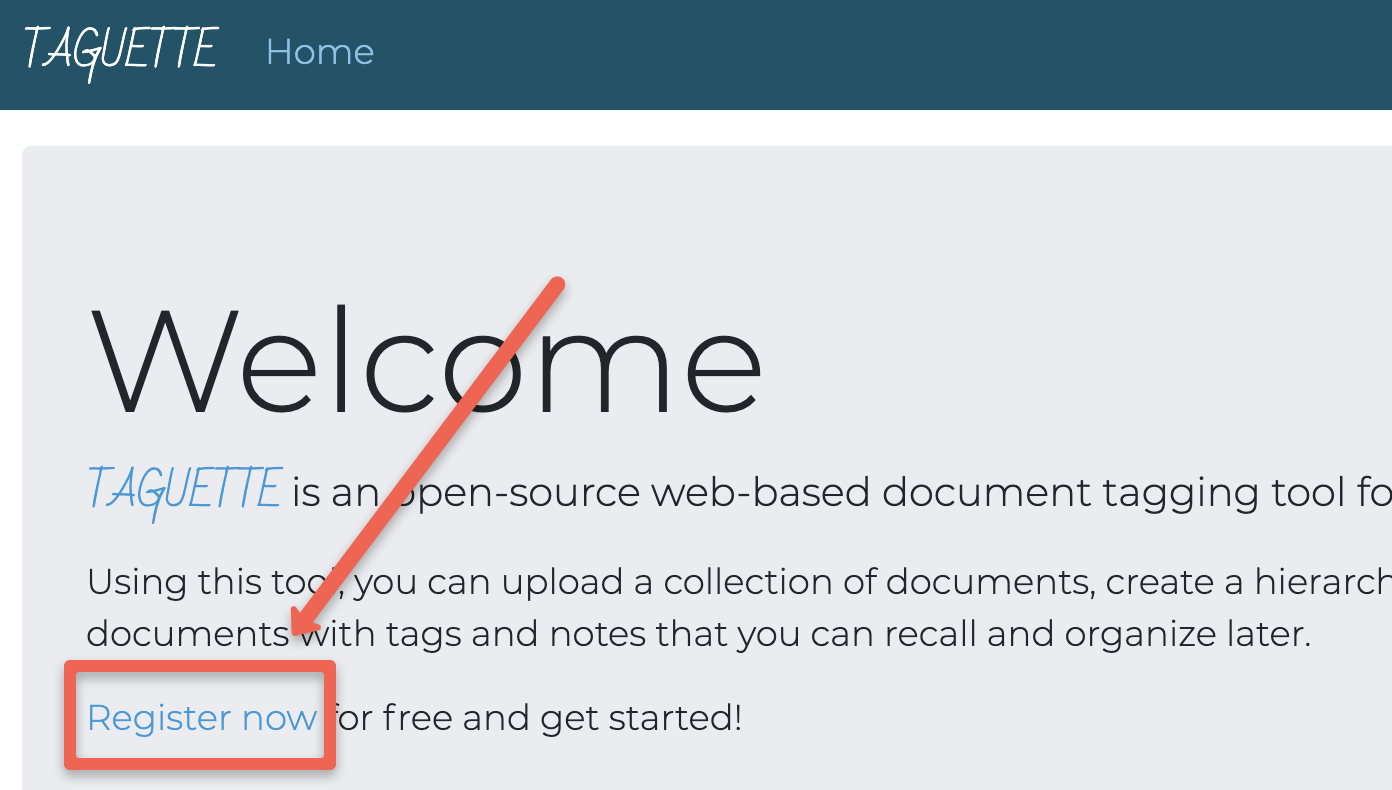 TAGUETTE Home
Welcome
TAGUETTE is an open-source web-based document tagging tool
Using this tool, you can upload a collection of documents, create a
documents with tags and notes that you can recall and organize later.
Register now for free and get started!